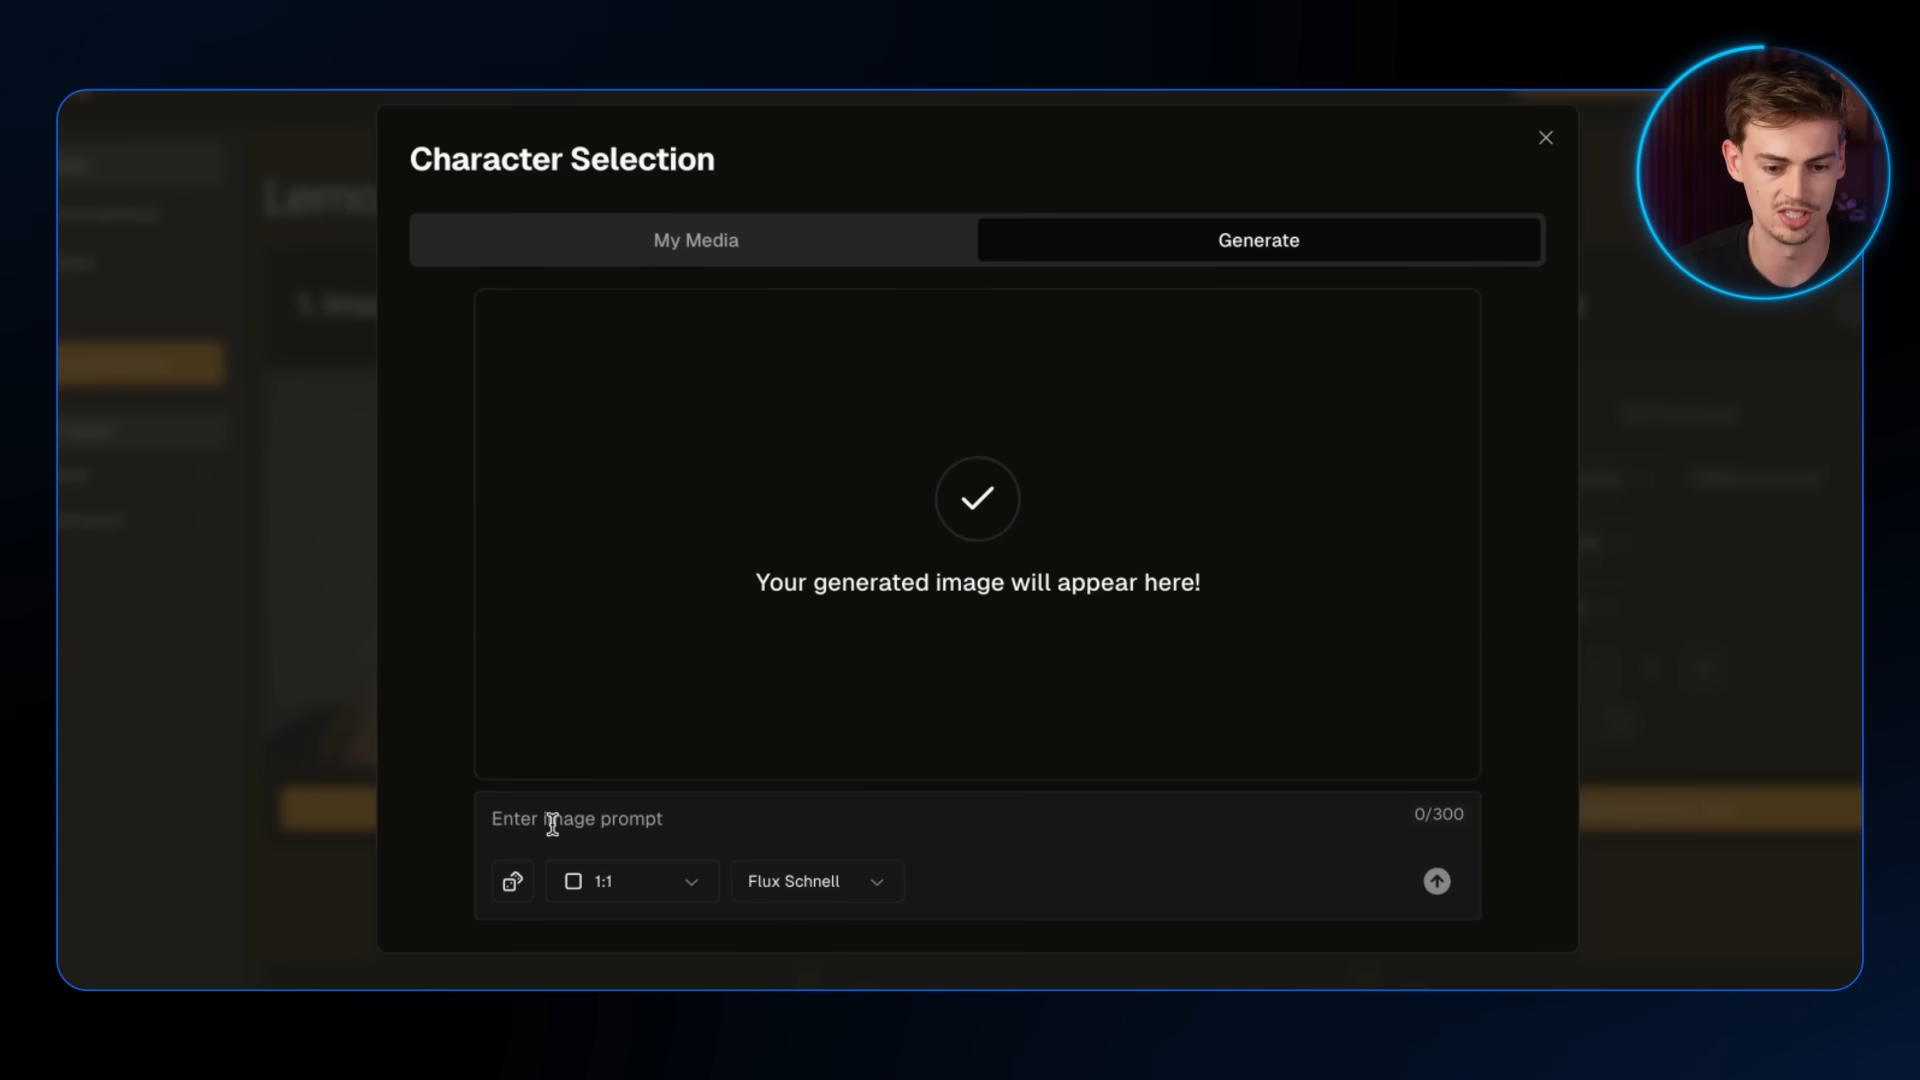 Character Selection
My Media
Generate
Your generated image will appear here!
Enter image prompt
0/300
1:1
Flux Schnell